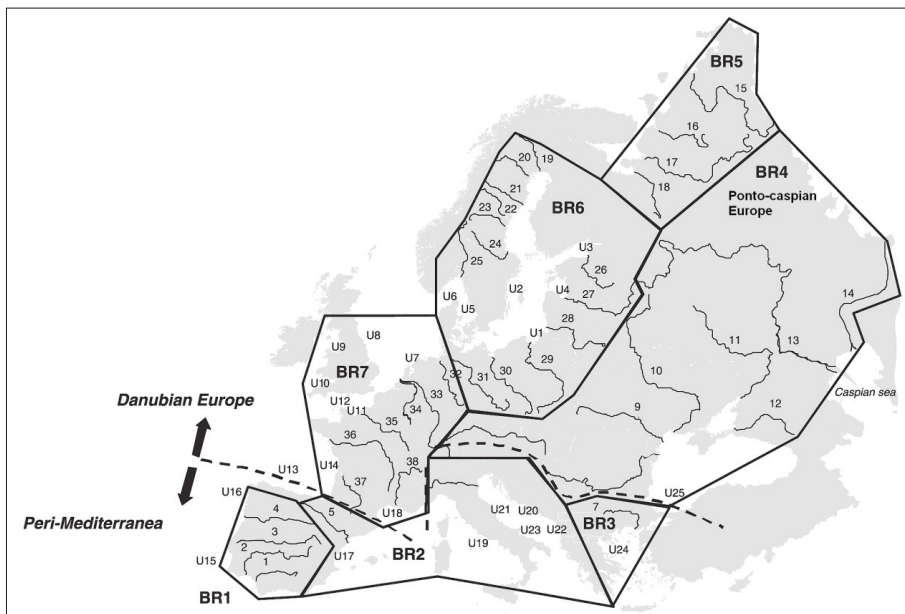 BR5
15
16
17
18
BR4
Ponto-caspian
Europe
20
19
21
23
22
BR6
24
25
U3
26
U6
U5
U2
U4
27
28
U1
29
14
11
13
10
Caspian sea
9
12
U8
U9
U7
BR7
U10
32
31
30
33
U12
U11
34
35
36
38
37
U14
U18
Danubian Europe
U13
Peri-Mediterranea
U16
4
5
3
2
1
U15
U17
BR1
BR2
U21
U20
U23
U22
U19
7
U25
BR3
U24